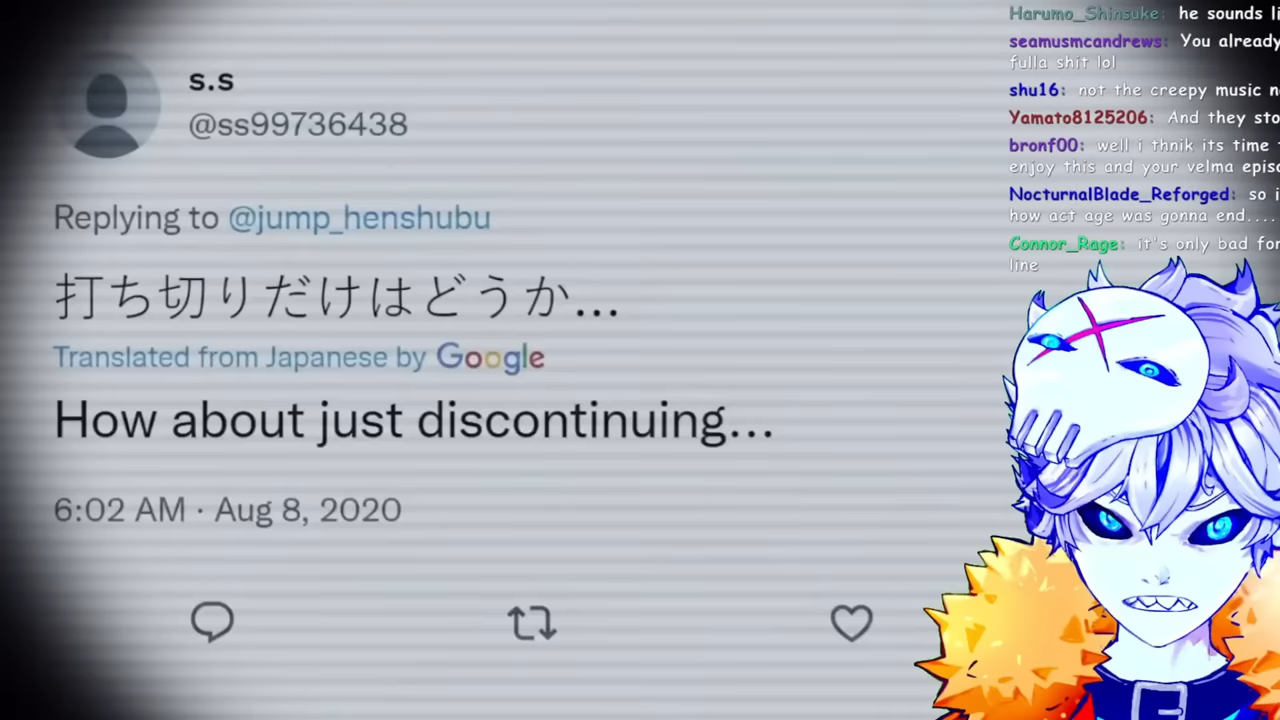 s.s
@ss99736438
Replying to @jump_henshubu
打ち切りだけはどうか...
Translated from Japanese by Google
How about just discontinuing...
6:02 AM · Aug 8, 2020
Harumo_Shinsuke: he sounds
seamusmcandrews: You already
fulla shit lol
shu16: not the creepy music
Yamato8125206: And they
bronf00: well i thnik its time
enjoy this and your velma
NocturnalBlade_Reforged: so
how act age was gonna end....
Connor_Rage: it's only bad
line